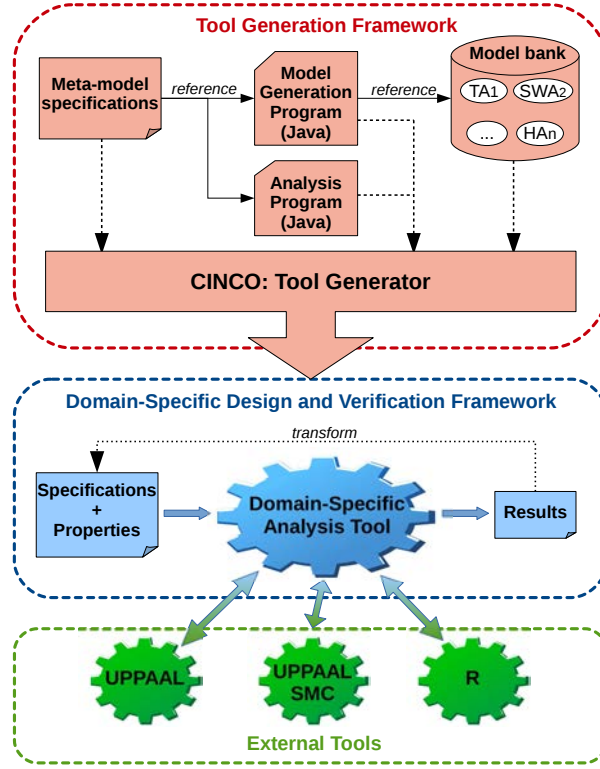 Tool Generation Framework
Meta-model
specifications
reference
Model
Generation
Program
(Java)
reference
Model bank
TA1
SWA2
...
HAn
Analysis
Program
(Java)
CINCO: Tool Generator
Domain-Specific Design and Verification Framework
transform
Specifications
+
Properties
Domain-Specific
Analysis Tool
Results
UPPAAL
UPPAAL
SMC
R
External Tools